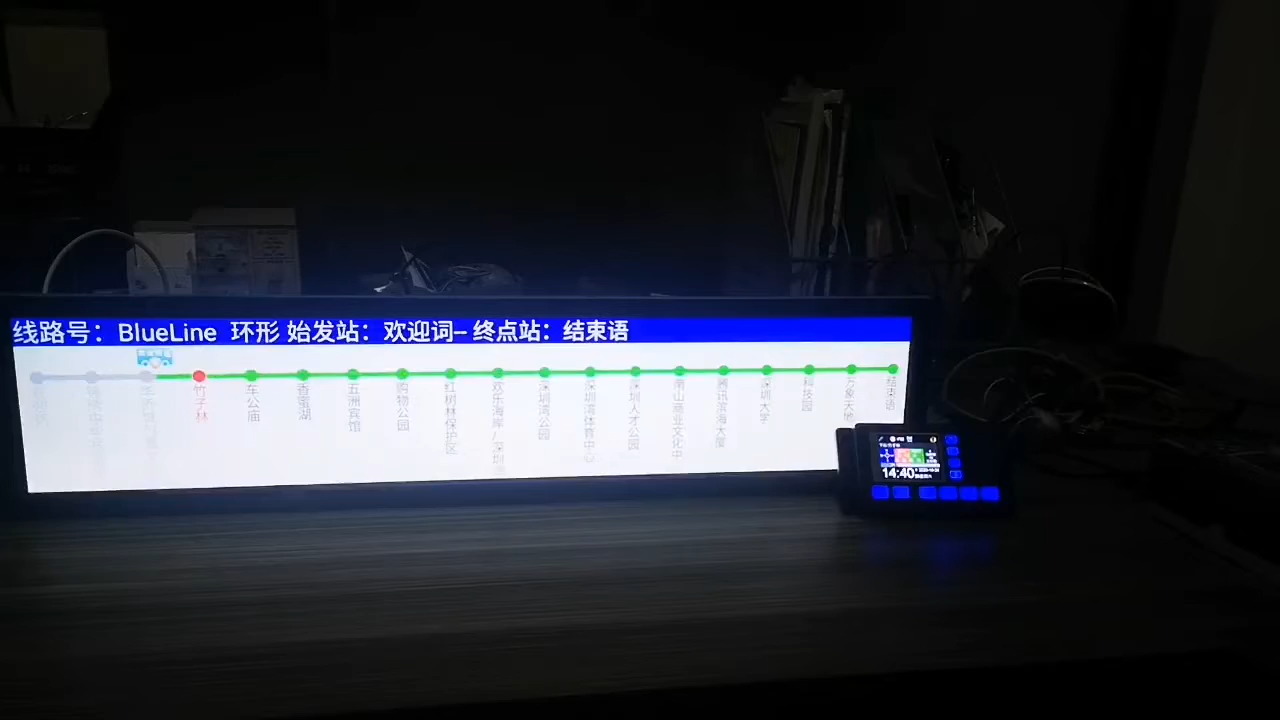 线路号：BlueLine 环形 始发站：欢迎词– 终点站：结束语
竹子林
车公庙
香蜜湖
五洲宾馆
购物公园
红树林保护区
欢乐海岸/深圳湾
深圳湾公园
深圳湾体育中心
深圳人才公园
南山商业文化中
腾讯滨海大厦
深圳大学
科技园
万象天地
结束语
14:40